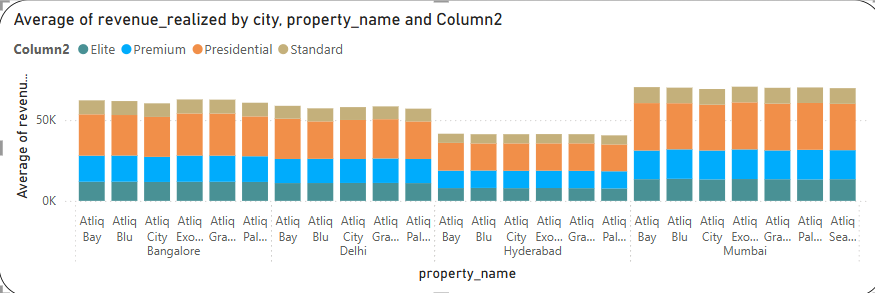 Average of revenue_realized by city, property_name and Column2
Column2 Elite Premium Presidential Standard
Average of revenu...
50K
0K
Atliq Bay
Atliq Blu
Atliq City
Atliq Exo...
Atliq Gra...
Atliq Pal...
Bangalore
Atliq Bay
Atliq Blu
Atliq City
Atliq Gra...
Atliq Pal...
Delhi
Atliq Bay
Atliq Blu
Atliq City
Atliq Exo...
Atliq Gra...
Atliq Pal...
Hyderabad
Atliq Bay
Atliq Blu
Atliq City
Atliq Exo...
Atliq Gra...
Atliq Pal...
Atliq Sea...
Mumbai
property_name